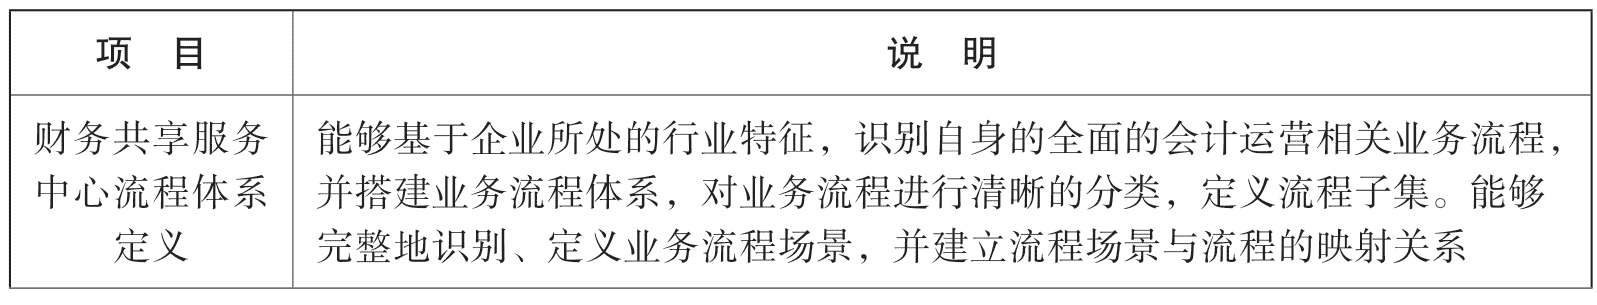 项 目
说 明
财务共享服务
中心流程体系
定义
能够基于企业所处的行业特征，识别自身的全面的会计运营相关业务流程，
并搭建业务流程体系，对业务流程进行清晰的分类，定义流程子集。能够
完整地识别、定义业务流程场景，并建立流程场景与流程的映射关系